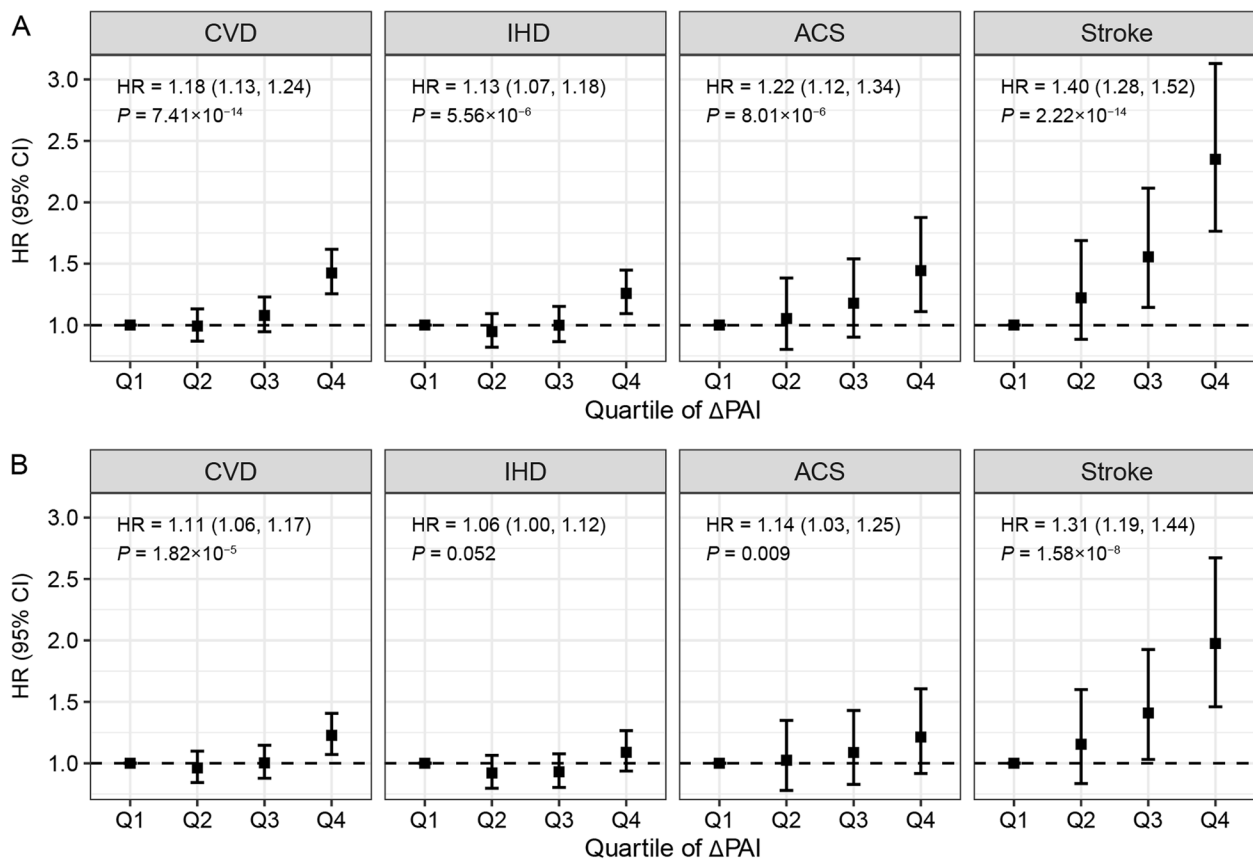 A
CVD
IHD
ACS
Stroke
HR (95% CI)
3.0
2.5
2.0
1.5
1.0
HR = 1.18 (1.13, 1.24)
P = 7.41×10⁻¹⁴
HR = 1.13 (1.07, 1.18)
P = 5.56×10⁻⁶
HR = 1.22 (1.12, 1.34)
P = 8.01×10⁻⁶
HR = 1.40 (1.28, 1.52)
P = 2.22×10⁻¹⁴
Q1 Q2 Q3 Q4
Q1 Q2 Q3 Q4
Q1 Q2 Q3 Q4
Q1 Q2 Q3 Q4
Quartile of ΔPAI
B
CVD
IHD
ACS
Stroke
HR (95% CI)
3.0
2.5
2.0
1.5
1.0
HR = 1.11 (1.06, 1.17)
P = 1.82×10⁻⁵
HR = 1.06 (1.00, 1.12)
P = 0.052
HR = 1.14 (1.03, 1.25)
P = 0.009
HR = 1.31 (1.19, 1.44)
P = 1.58×10⁻⁸
Q1 Q2 Q3 Q4
Q1 Q2 Q3 Q4
Q1 Q2 Q3 Q4
Q1 Q2 Q3 Q4
Quartile of ΔPAI